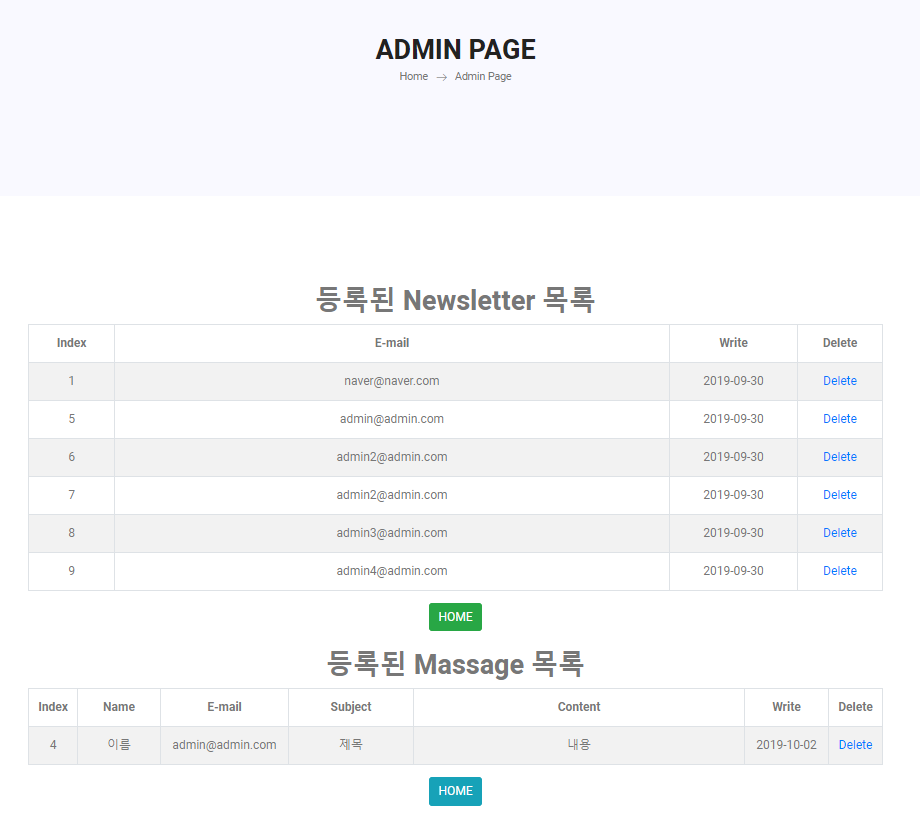 ADMIN PAGE
Home → Admin Page
등록된 Newsletter 목록
Index E-mail Write Delete
1 naver@naver.com 2019-09-30 Delete
5 admin@admin.com 2019-09-30 Delete
6 admin2@admin.com 2019-09-30 Delete
7 admin2@admin.com 2019-09-30 Delete
8 admin3@admin.com 2019-09-30 Delete
9 admin4@admin.com 2019-09-30 Delete
HOME
등록된 Massage 목록
Index Name E-mail Subject Content Write Delete
4 이름 admin@admin.com 제목 내용 2019-10-02 Delete
HOME